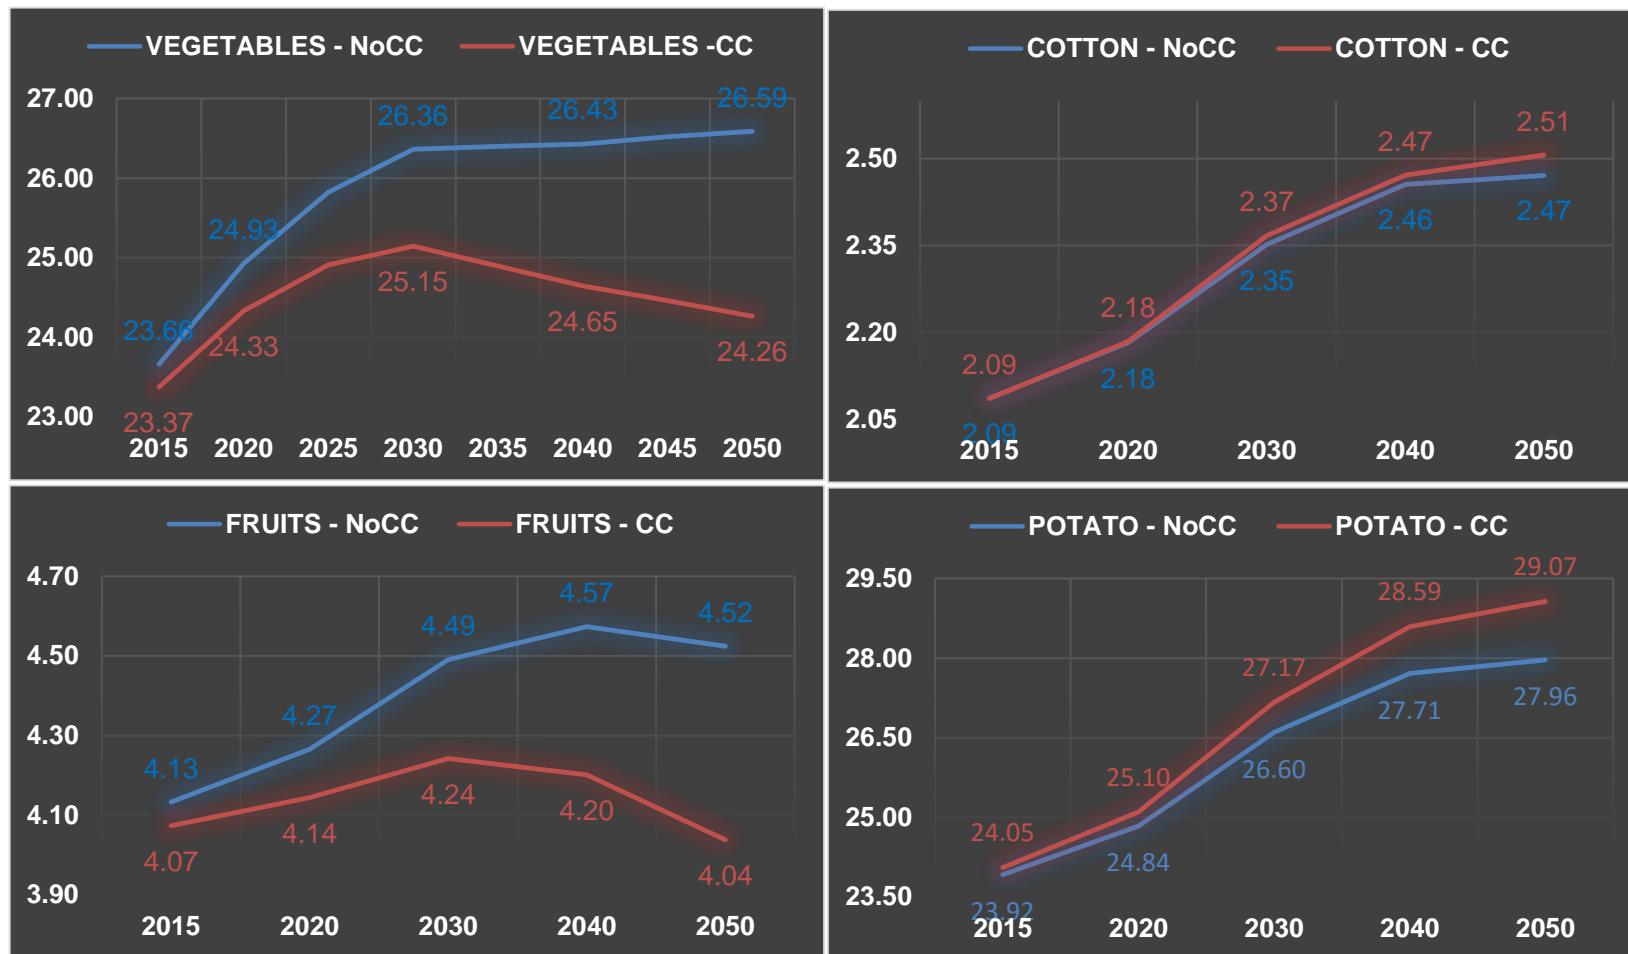 VEGETABLES - NoCC VEGETABLES -CC
27.00
26.00
25.00
24.00
23.00
23.66 24.93 26.36 26.43 26.59
23.37 24.33 25.15 24.65 24.26
2015 2020 2025 2030 2035 2040 2045 2050
COTTON - NoCC COTTON - CC
2.50
2.35
2.20
2.05
2.09 2.18 2.37 2.47 2.51
2.09 2.18 2.35 2.46 2.47
2015 2020 2030 2040 2050
FRUITS - NoCC FRUITS - CC
4.70
4.50
4.30
4.10
3.90
4.13 4.27 4.49 4.57 4.52
4.07 4.14 4.24 4.20 4.04
2015 2020 2030 2040 2050
POTATO - NoCC POTATO - CC
29.50
28.00
26.50
25.00
23.50
24.05 25.10 27.17 28.59 29.07
23.92 24.84 26.60 27.71 27.96
2015 2020 2030 2040 2050